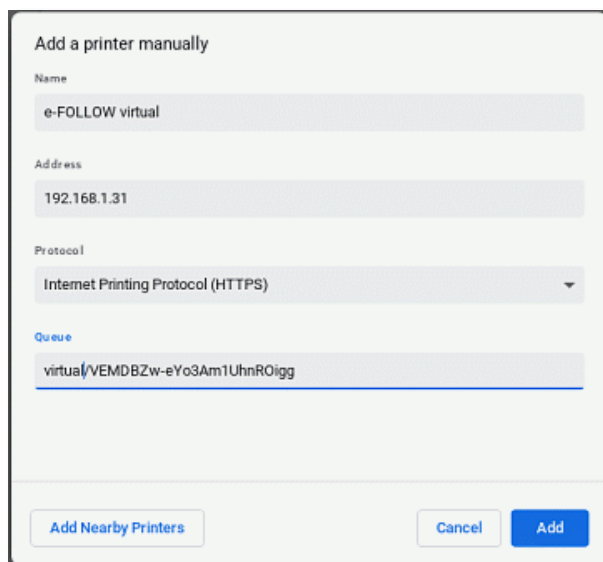 Add a printer manually
Name
e-FOLLOW virtual
Address
192.168.1.31
Protocol
Internet Printing Protocol (HTTPS)
Queue
virtual/VEMDBZw-eYo3Am1UhnROigg
Add Nearby Printers
Cancel
Add